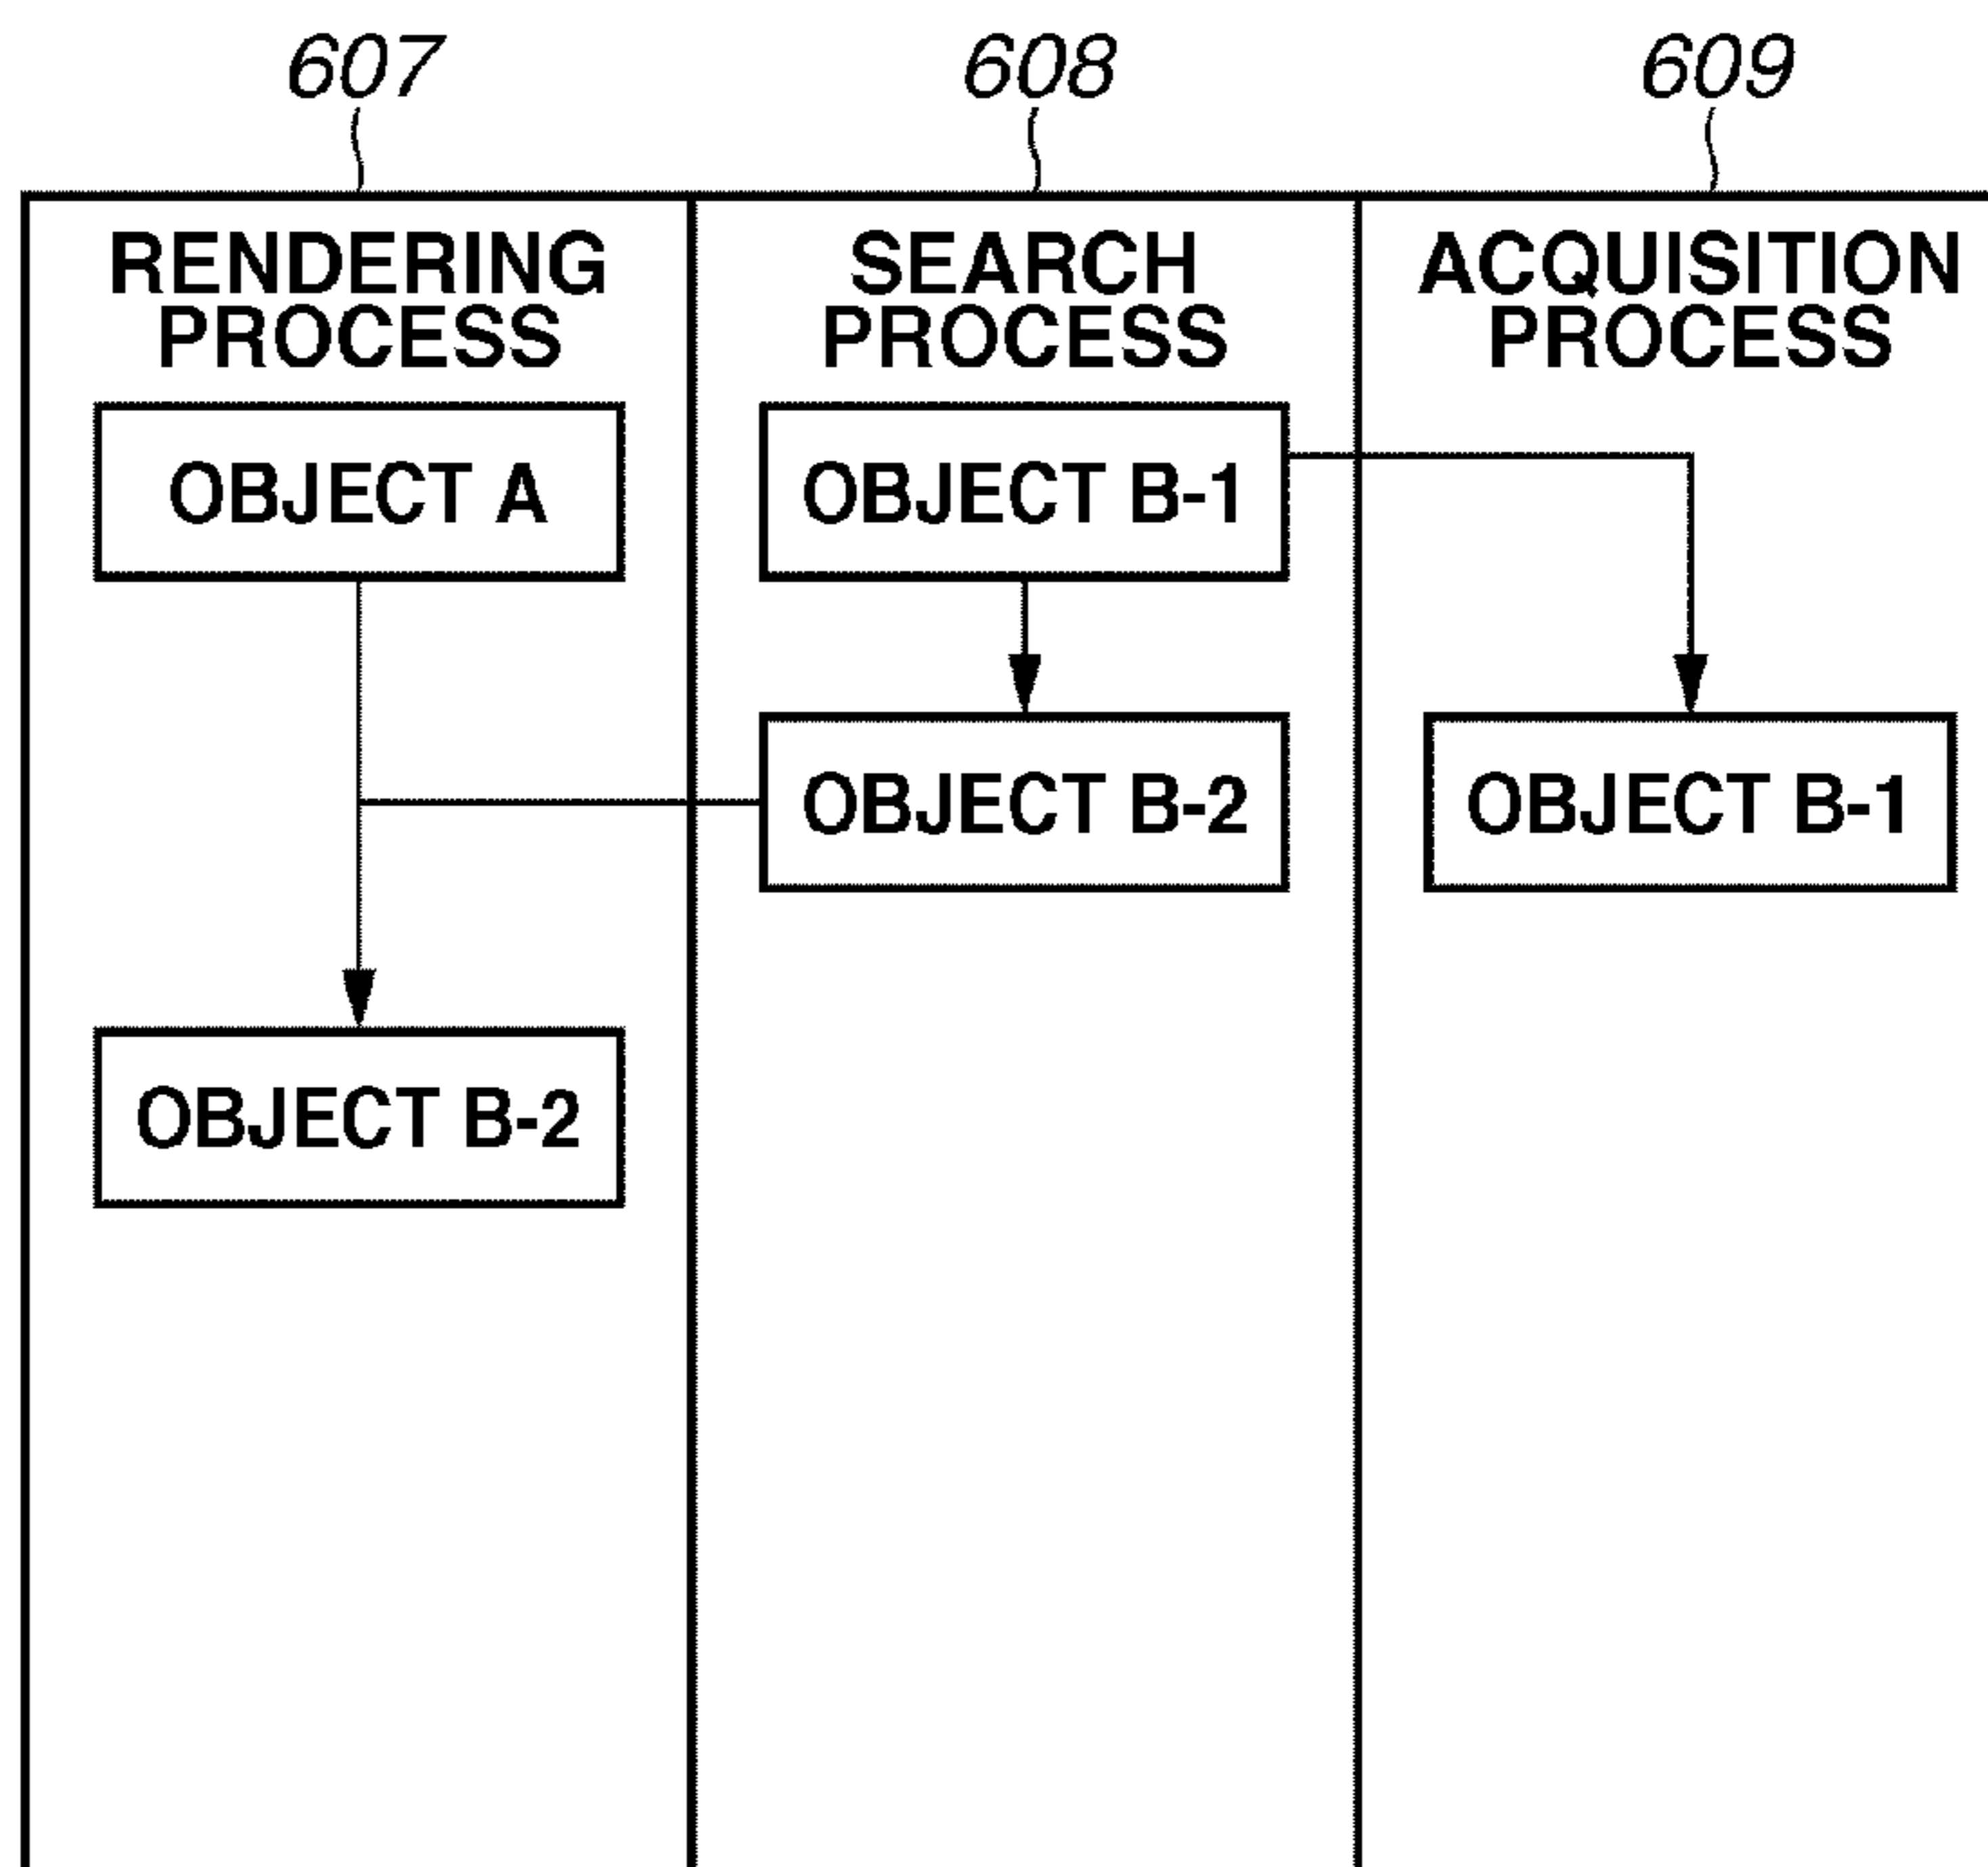 607
608
609
RENDERING
PROCESS
SEARCH
PROCESS
ACQUISITION
PROCESS
OBJECT A
OBJECT B-1
OBJECT B-2
OBJECT B-1
OBJECT B-2